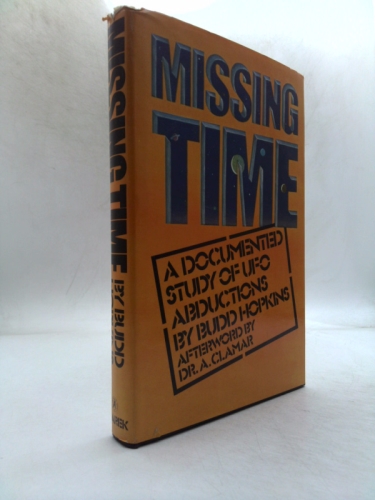 MISSING
TIME
A DOCUMENTED
STUDY OF UFO
ABDUCTIONS
BY BUDD HOPKINS
AFTERWORD BY
DR. A. CLAMAR
MISSING TIME BY BUDD